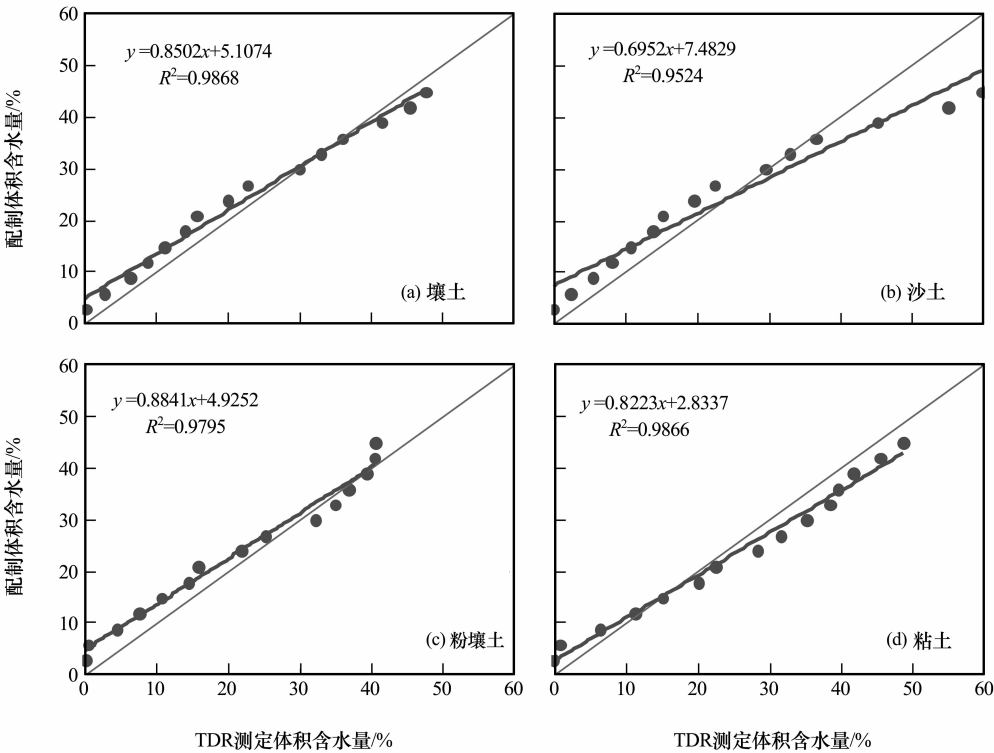 配制体积含水量/%
60
50
40
30
20
10
0
y=0.8502x+5.1074
R²=0.9868
(a) 壤土
y=0.6952x+7.4829
R²=0.9524
(b) 沙土
配制体积含水量/%
60
50
40
30
20
10
0
y=0.8841x+4.9252
R²=0.9795
(c) 粉壤土
0 10 20 30 40 50 60
TDR测定体积含水量/%
y=0.8223x+2.8337
R²=0.9866
(d) 粘土
0 10 20 30 40 50 60
TDR测定体积含水量/%